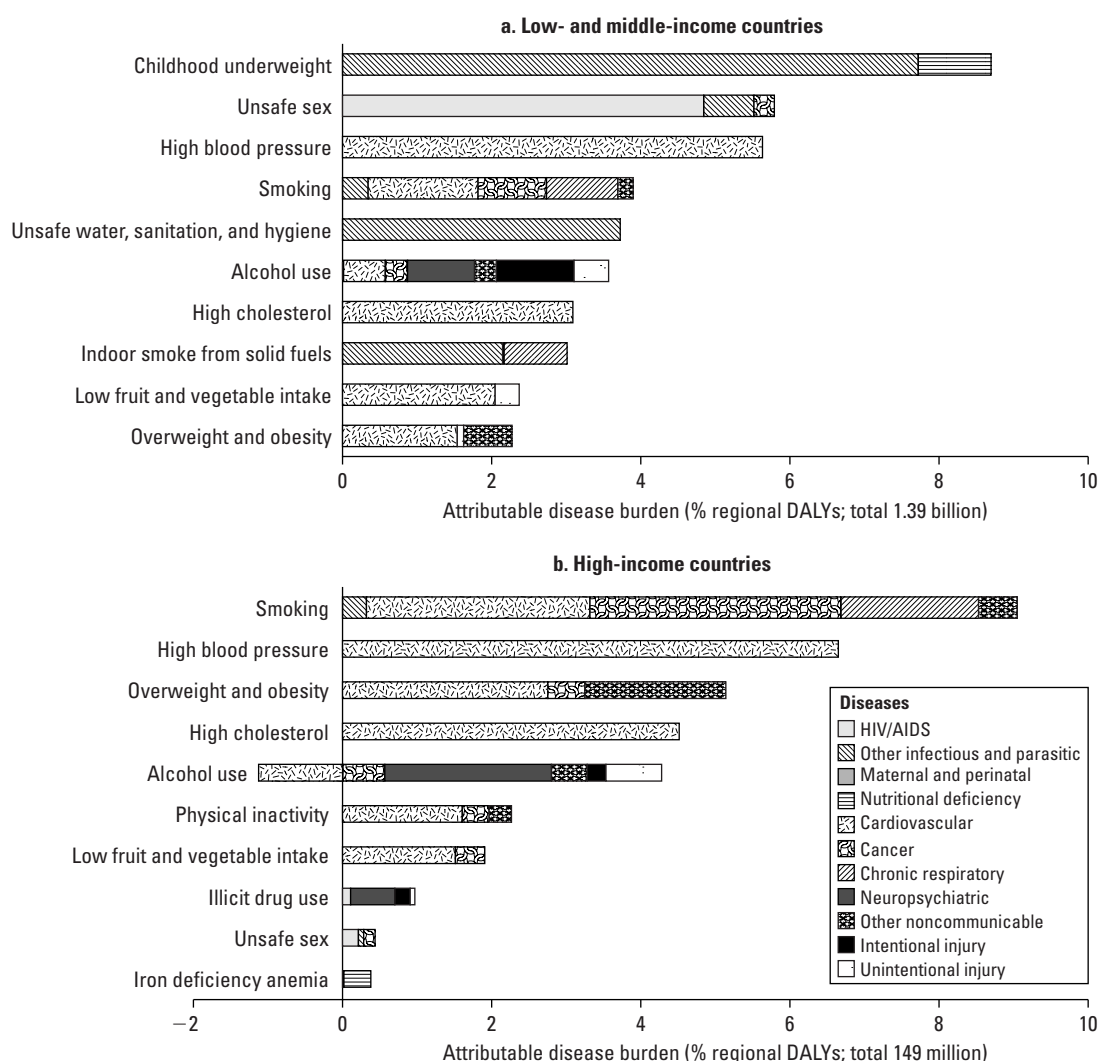 a. Low- and middle-income countries
Childhood underweight
Unsafe sex
High blood pressure
Smoking
Unsafe water, sanitation, and hygiene
Alcohol use
High cholesterol
Indoor smoke from solid fuels
Low fruit and vegetable intake
Overweight and obesity
0 2 4 6 8 10
Attributable disease burden (% regional DALYs; total 1.39 billion)
b. High-income countries
Smoking
High blood pressure
Overweight and obesity
High cholesterol
Alcohol use
Physical inactivity
Low fruit and vegetable intake
Illicit drug use
Unsafe sex
Iron deficiency anemia
Diseases
HIV/AIDS
Other infectious and parasitic
Maternal and perinatal
Nutritional deficiency
Cardiovascular
Cancer
Chronic respiratory
Neuropsychiatric
Other noncommunicable
Intentional injury
Unintentional injury
−2 0 2 4 6 8 10
Attributable disease burden (% regional DALYs; total 149 million)